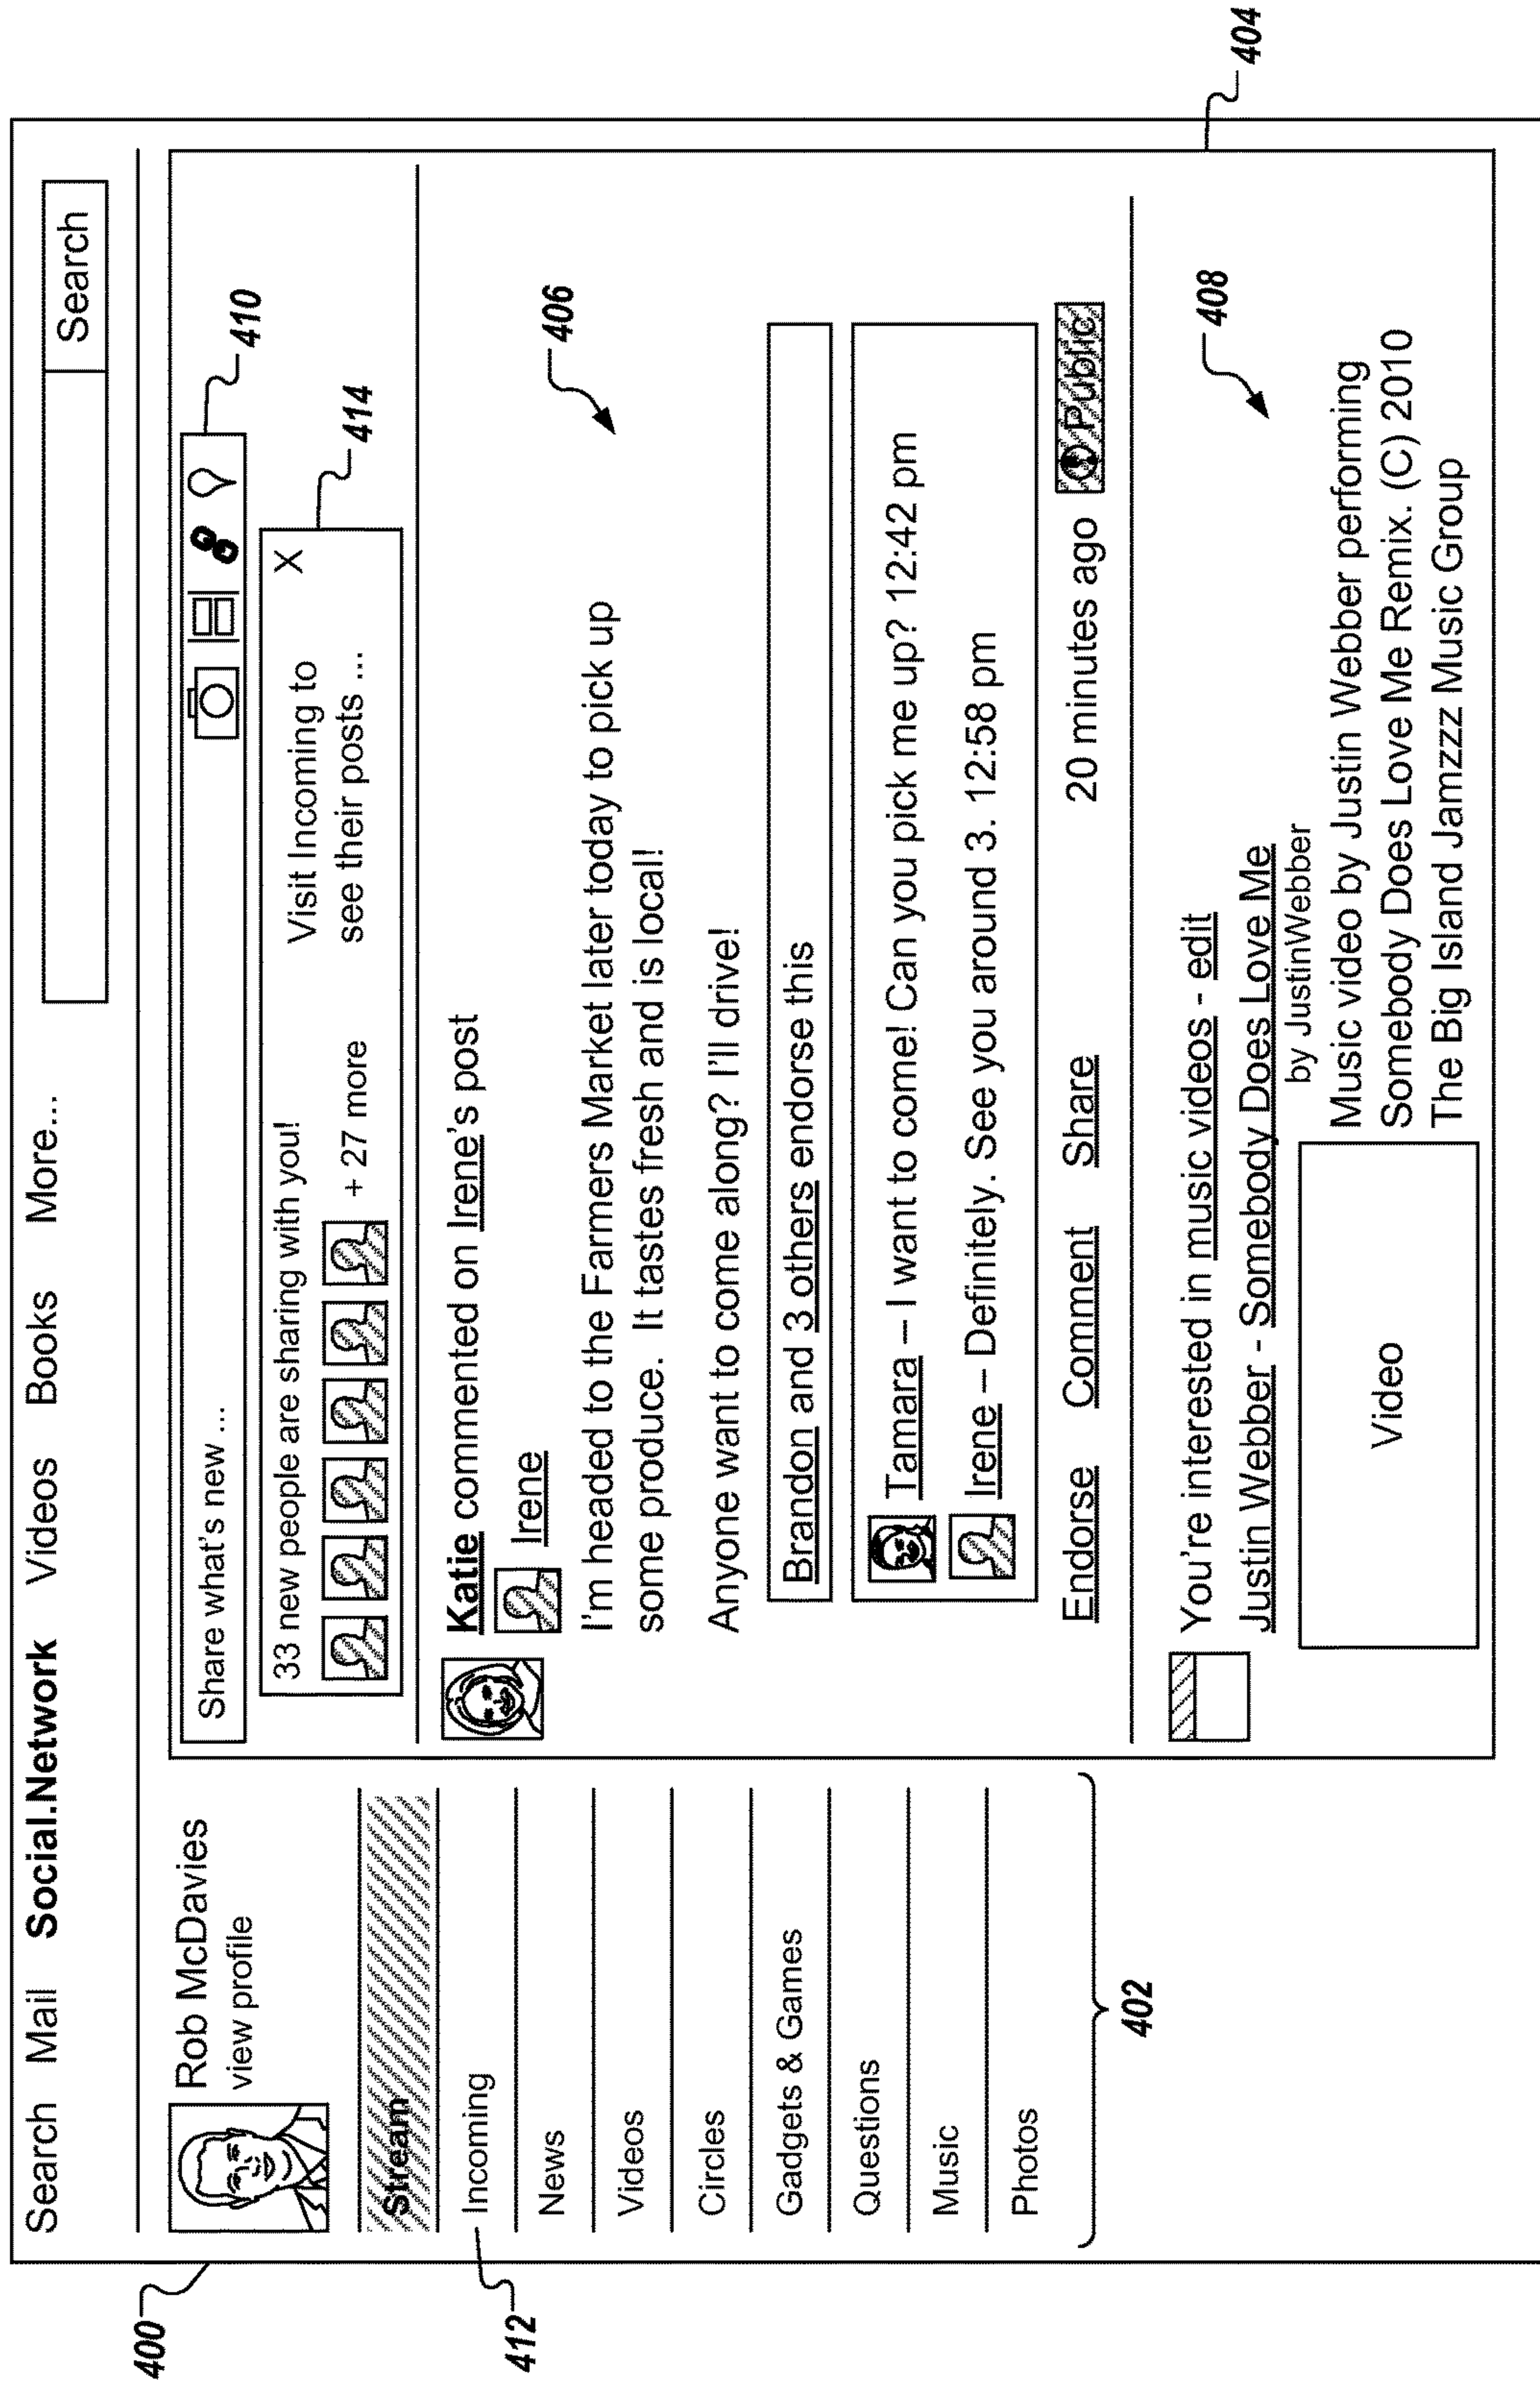 Search Mail Social.Network Videos Books More...
Search
400
Rob McDavies
view profile
Stream
Incoming
412
News
Videos
Circles
Gadgets & Games
Questions
Music
Photos
402
Share what's new ...
410
33 new people are sharing with you!
+ 27 more
Visit Incoming to
see their posts ...
X
414
Katie commented on Irene's post
Irene
406
I'm headed to the Farmers Market later today to pick up
some produce. It tastes fresh and is local!
Anyone want to come along? I'll drive!
Brandon and 3 others endorse this
Tamara – I want to come! Can you pick me up? 12:42 pm
Irene – Definitely. See you around 3. 12:58 pm
Endorse Comment Share 20 minutes ago Public
404
408
You're interested in music videos - edit
Justin Webber - Somebody Does Love Me
by JustinWebber
Video
Music video by Justin Webber performing
Somebody Does Love Me Remix. (C) 2010
The Big Island Jamzzz Music Group